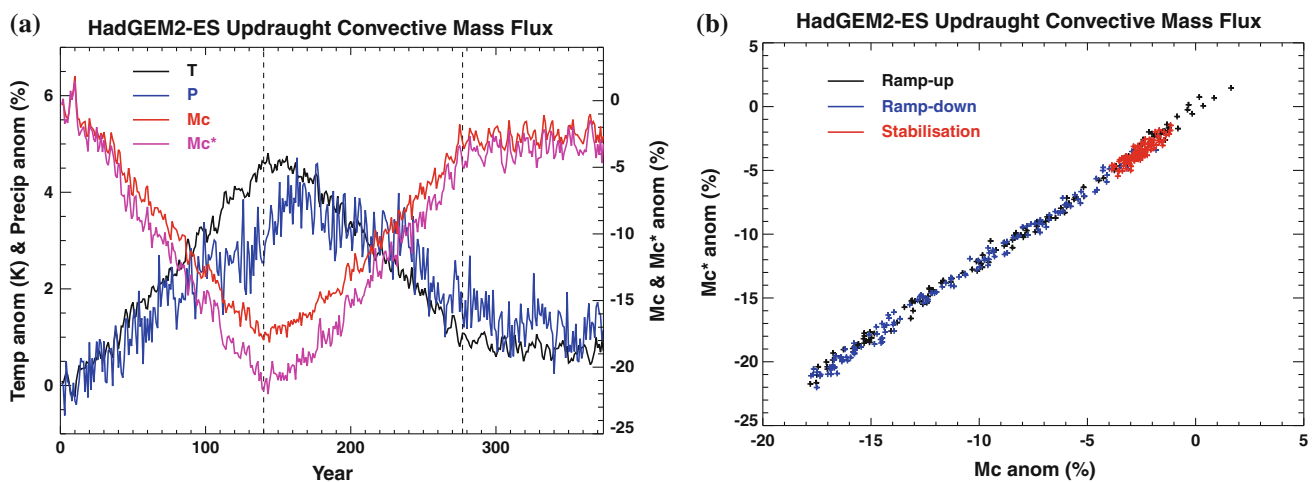 (a)
HadGEM2-ES Updraught Convective Mass Flux
T
P
Mc
Mc*
Temp anom (K) & Precip anom (%)
6
4
2
0
0
-5
-10
-15
-20
-25
Mc & Mc* anom (%)
0
100
200
300
Year
(b)
HadGEM2-ES Updraught Convective Mass Flux
Ramp-up
Ramp-down
Stabilisation
Mc* anom (%)
5
0
-5
-10
-15
-20
-25
-20
-15
-10
-5
0
5
Mc anom (%)